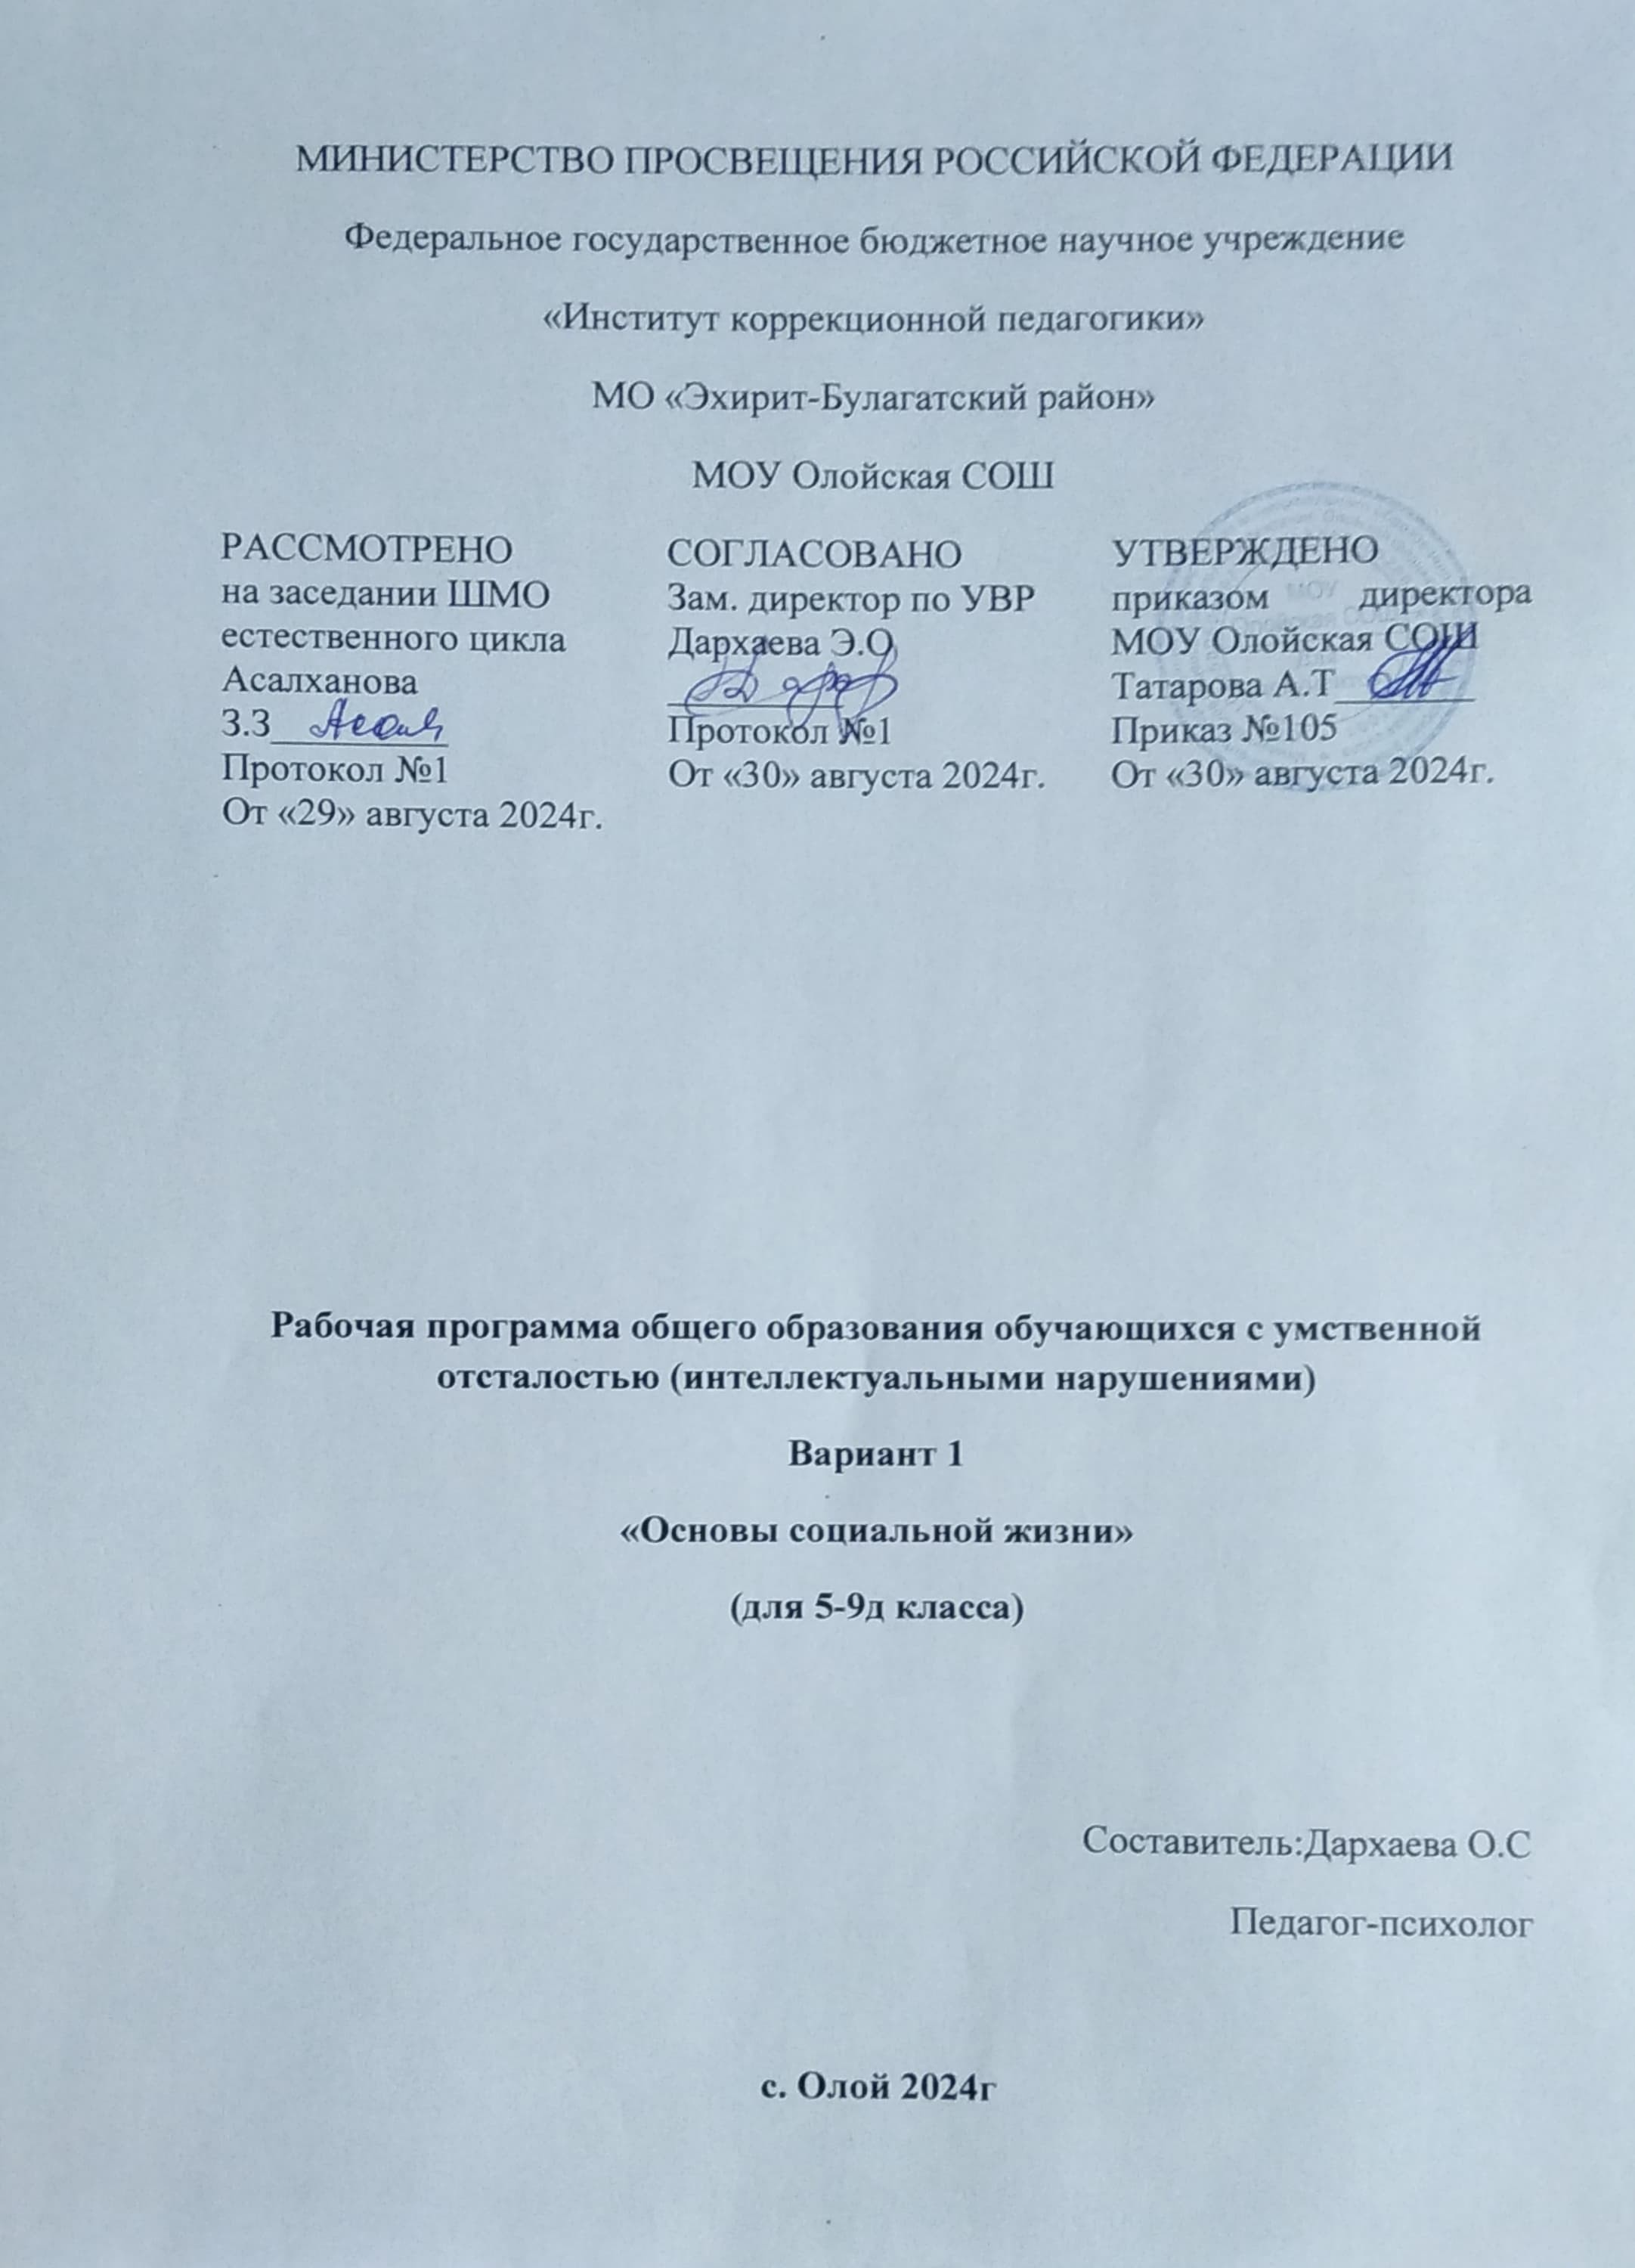 МИНИСТЕРСТВО ПРОСВЕЩЕНИЯ РОССИЙСКОЙ ФЕДЕРАЦИИ
Федеральное государственное бюджетное научное учреждение
«Институт коррекционной педагогики»
МО «Эхирит-Булагатский район»
МОУ Олойская СОШ
РАССМОТРЕНО
на заседании ШМО
естественного цикла
Асалханова
З.З
Протокол №1
От «29» августа 2024г.
СОГЛАСОВАНО
Зам. директор по УВР
Дархаева Э.О
Протокол №1
От «30» августа 2024г.
УТВЕРЖДЕНО
приказом директора
МОУ Олойская СОШ
Татарова А.Т
Приказ №105
От «30» августа 2024г.
Рабочая программа общего образования обучающихся с умственной
отсталостью (интеллектуальными нарушениями)
Вариант 1
«Основы социальной жизни»
(для 5-9д класса)
Составитель:Дархаева О.С
Педагог-психолог
с. Олой 2024г